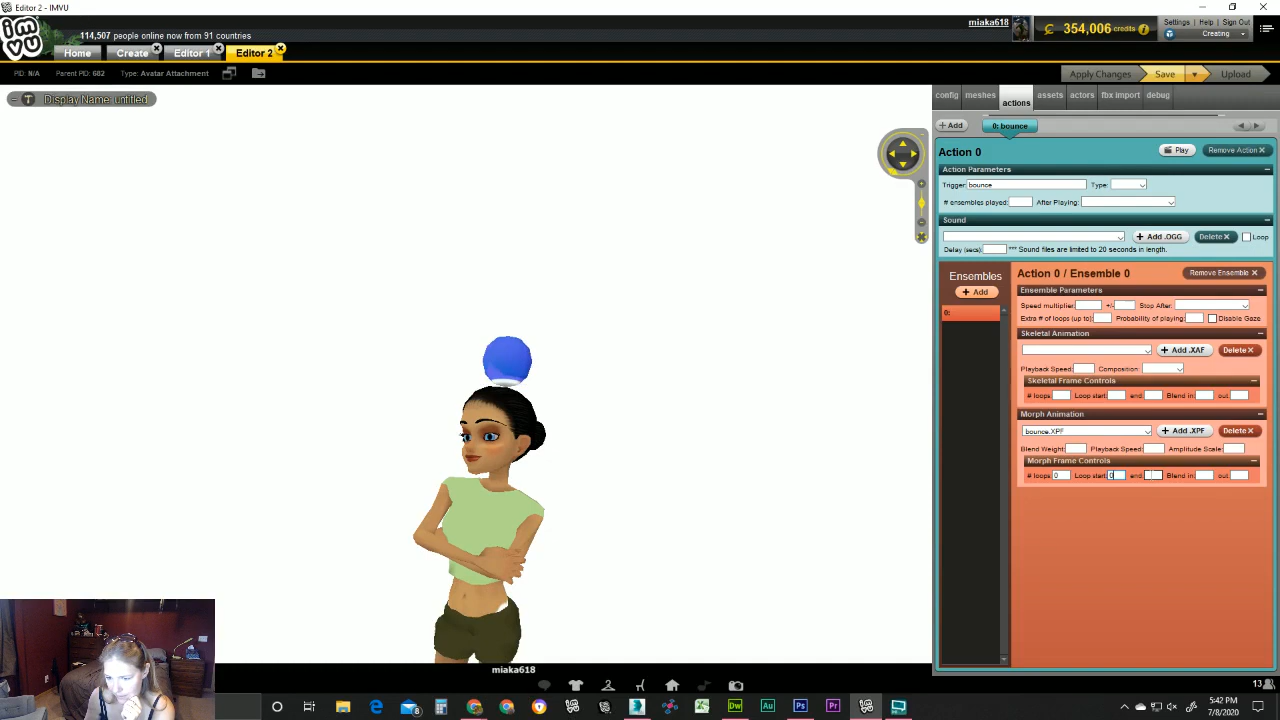 Editor 2 - IMVU
114,507 people online now from 91 countries
miaka618
354,006 credits
Settings | Help | Sign Out
Creating
Home
Create
Editor 1
Editor 2
PID: N/A Parent PID: 682 Type: Avatar Attachment
Apply Changes Save Upload
Display Name: untitled
config meshes actions assets actors fbx import debug
+ Add 0: bounce
Action 0 Play Remove Action X
Action Parameters
Trigger: bounce Type:
# ensembles played: After Playing:
Sound
+ Add .OGG Delete X Loop
Delay (secs): *** Sound files are limited to 20 seconds in length.
Ensembles
+ Add
0:
Action 0 / Ensemble 0 Remove Ensemble X
Ensemble Parameters
Speed multiplier: +/- Stop After:
Extra # of loops (up to): Probability of playing: Disable Gaze
Skeletal Animation
+ Add .XAF Delete X
Playback Speed: Composition:
Skeletal Frame Controls
# loops: Loop start: end: Blend in: out:
Morph Animation
bounce.XPF + Add .XPF Delete X
Blend Weight: Playback Speed: Amplitude Scale:
Morph Frame Controls
# loops: 0 Loop start: 0 end: Blend in: out:
miaka618
13
5:42 PM
7/8/2020